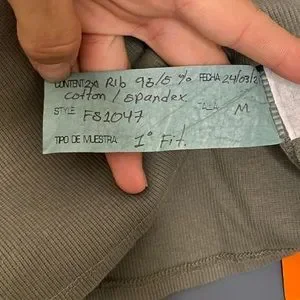 CONTENT: 2x1 Rib 95/5 % FECHA: 24/03/2
cotton / spandex
STYLE FS1047 TALLA: M
TIPO DE MUESTRA: 1° Fit.